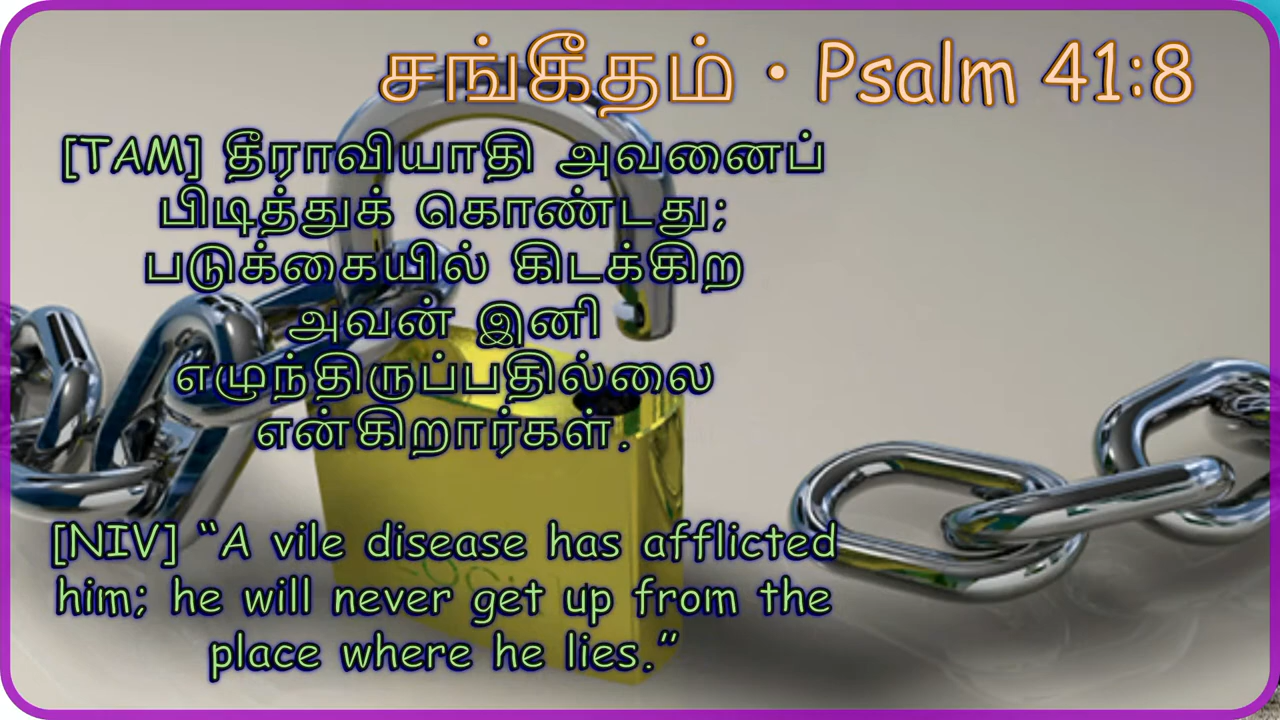 சங்கீதம் · Psalm 41:8
[TAM] தீராவியாதி அவனைப்
பிடித்துக் கொண்டது;
படுக்கையில் கிடக்கிற
அவன் இனி
எழுந்திருப்பதில்லை
என்கிறார்கள்.
[NIV] “A vile disease has afflicted
him; he will never get up from the
place where he lies.”